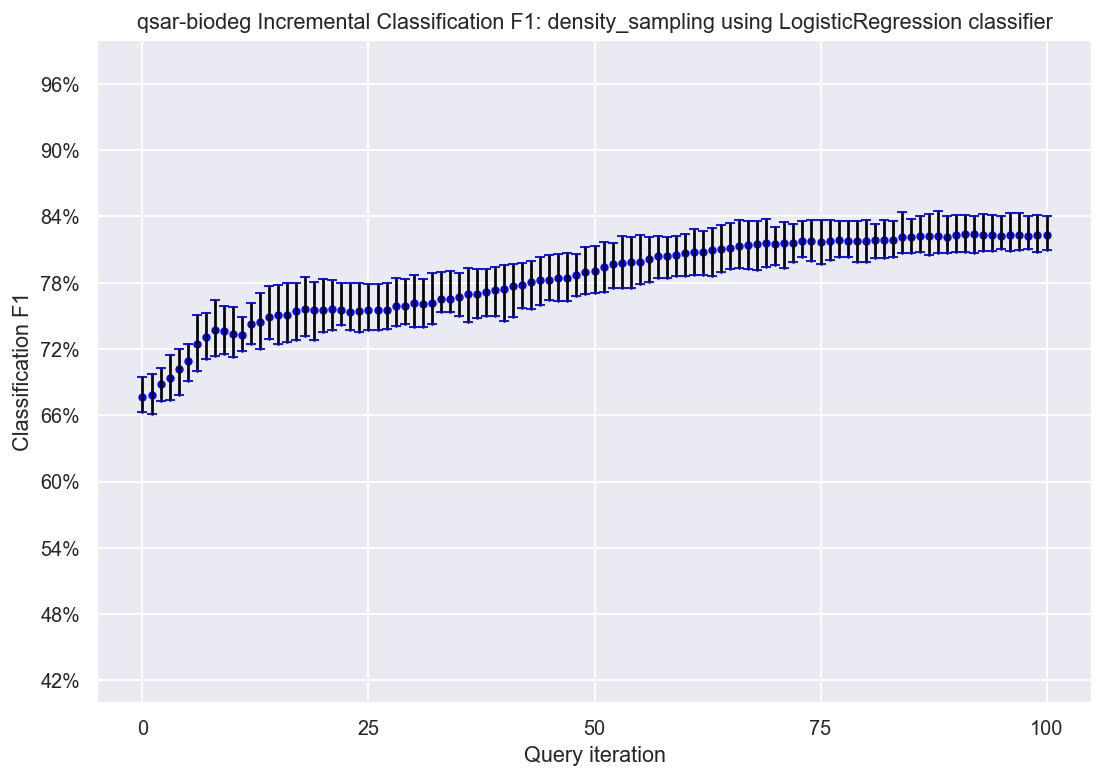 qsar-biodeg Incremental Classification F1: density_sampling using LogisticRegression classifier
96%
90%
84%
78%
72%
66%
60%
54%
48%
42%
Classification F1
0 25 50 75 100
Query iteration